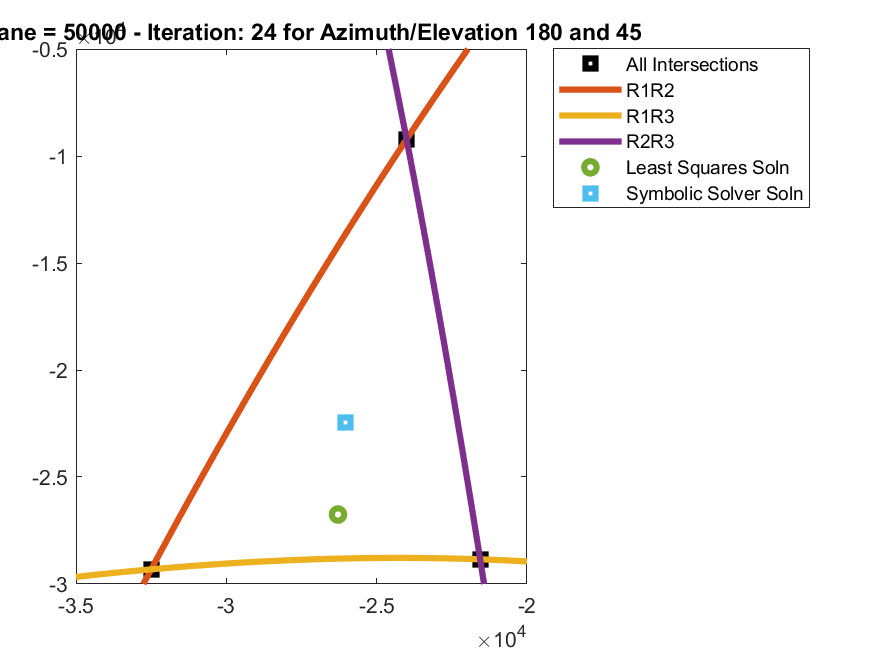 ane = 50000 - Iteration: 24 for Azimuth/Elevation 180 and 45
×10⁴
-0.5
-1
-1.5
-2
-2.5
-3
-3.5
-3
-2.5
-2
×10⁴
All Intersections
R1R2
R1R3
R2R3
Least Squares Soln
Symbolic Solver Soln